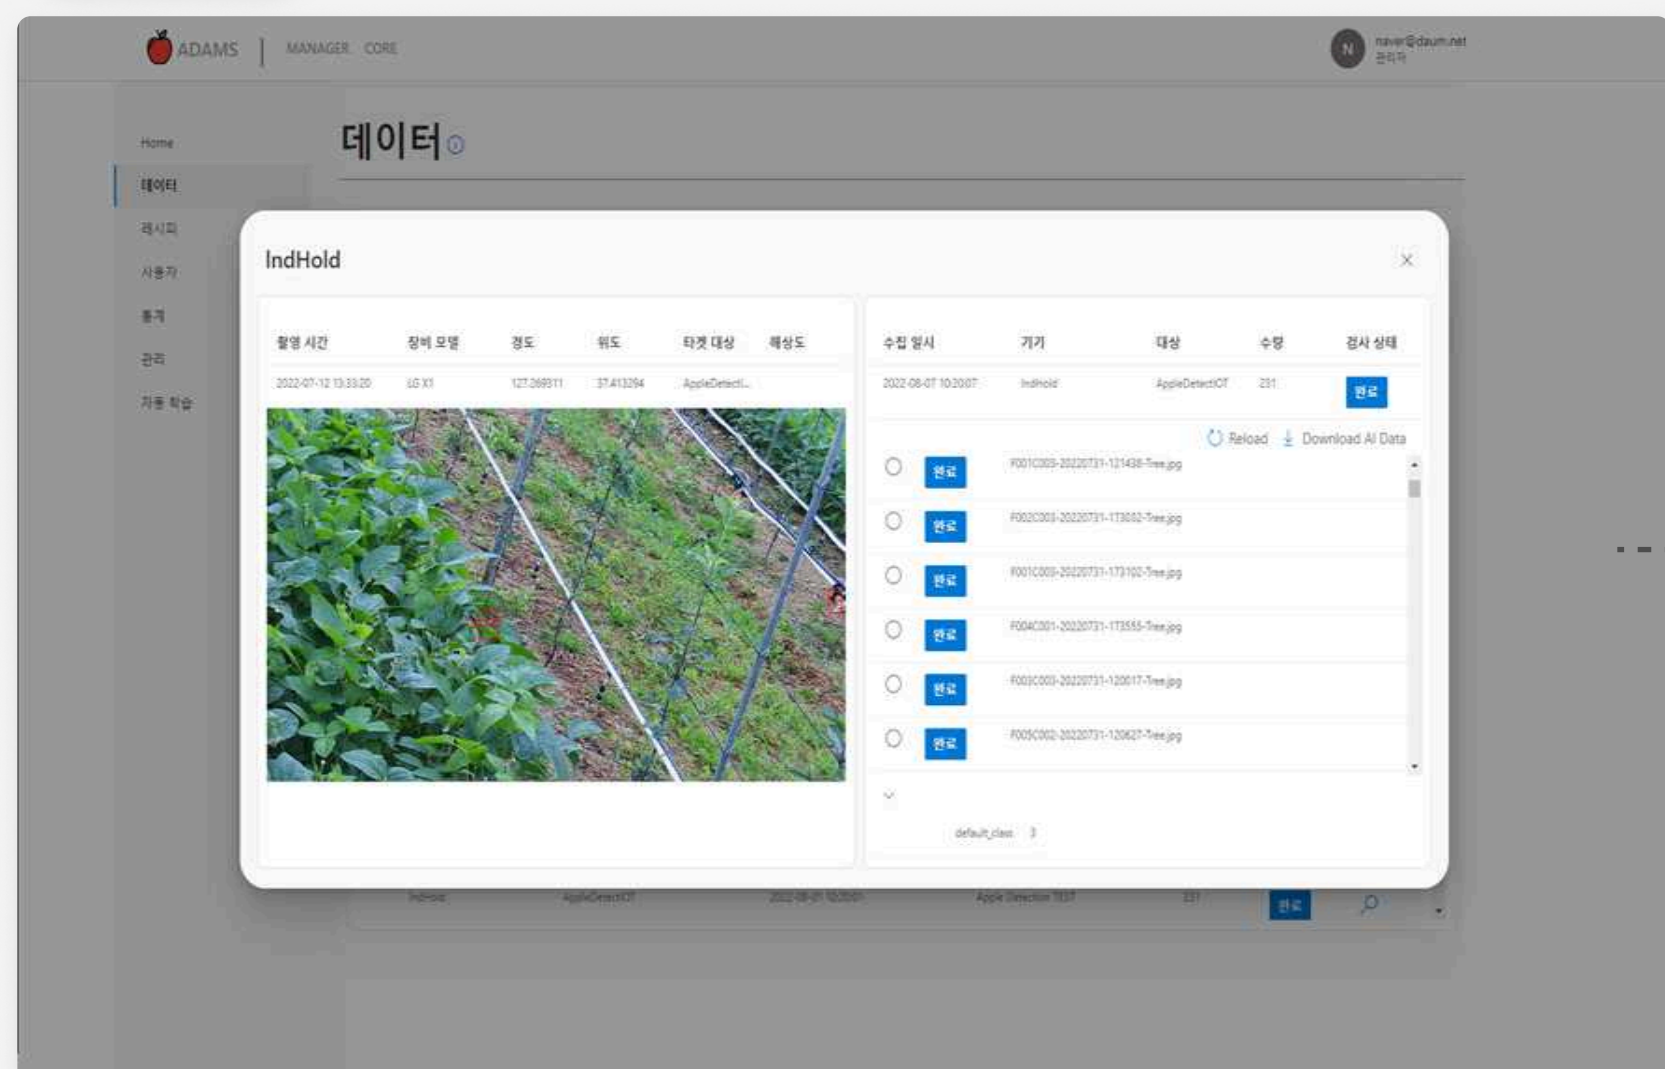 ADAMS | MANAGER CORE
N
naver@daum.net
관리자
Home
데이터
레시피
사용자
통계
관리
자동 학습
데이터
IndHold
촬영 시간 장비 모델 경도 위도 타겟 대상 해상도
2022-07-12 13:33:20 LG X1 127.269311 37.413294 AppleDetecti...
수집 일시 기기 대상 수량 검사 상태
2022-08-07 10:20:07 IndHold AppleDetectIOT 231 완료
Reload Download AI Data
완료 F001C003-20220731-121436-Tree.jpg
완료 F002C003-20220731-173032-Tree.jpg
완료 F001C003-20220731-173102-Tree.jpg
완료 F004C001-20220731-173555-Tree.jpg
완료 F003C003-20220731-120017-Tree.jpg
완료 F005C002-20220731-120627-Tree.jpg
default_class 3
IndHold AppleDetectIOT Apple Detection TEST 231 완료